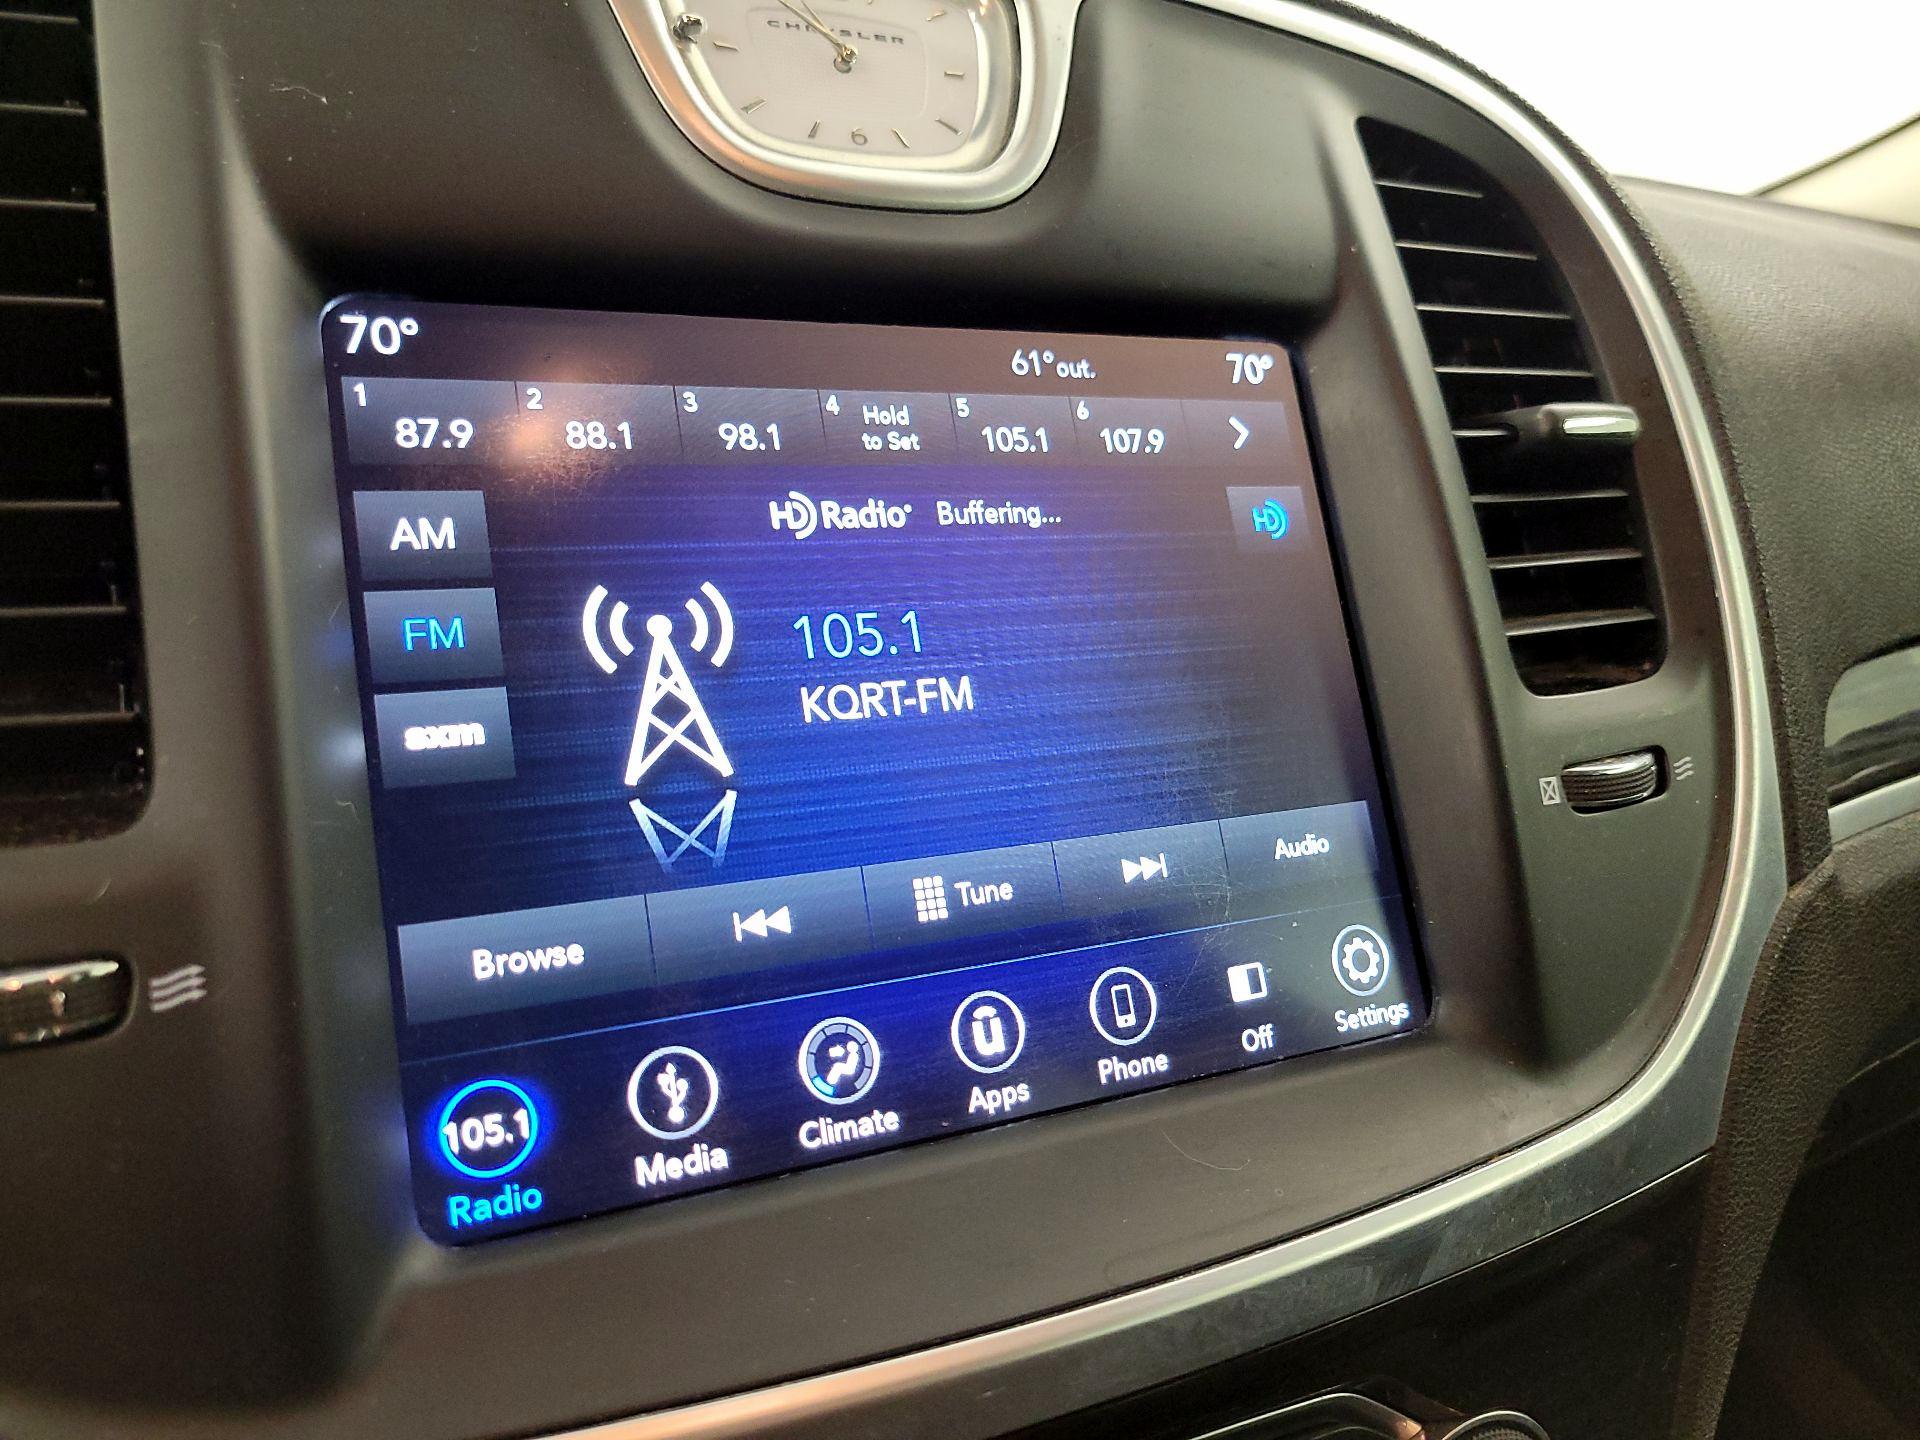 CHRYSLER
6
70° 61° out. 70°
1 87.9 2 88.1 3 98.1 4 Hold to Set 5 105.1 6 107.9
AM
HD Radio Buffering...
HD
FM
105.1
KQRT-FM
sxm
Browse Tune Audio
105.1
Radio Media Climate Apps Phone Off Settings